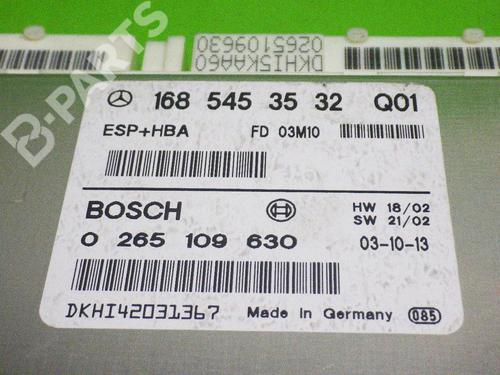 DKHI5KAA60
0265109630
B-PARTS
168 545 35 32 Q01
ESP+HBA FD 03M10
BOSCH
HW 18/02
SW 21/02
0 265 109 630 03-10-13
DKHI42031367 Made in Germany 085